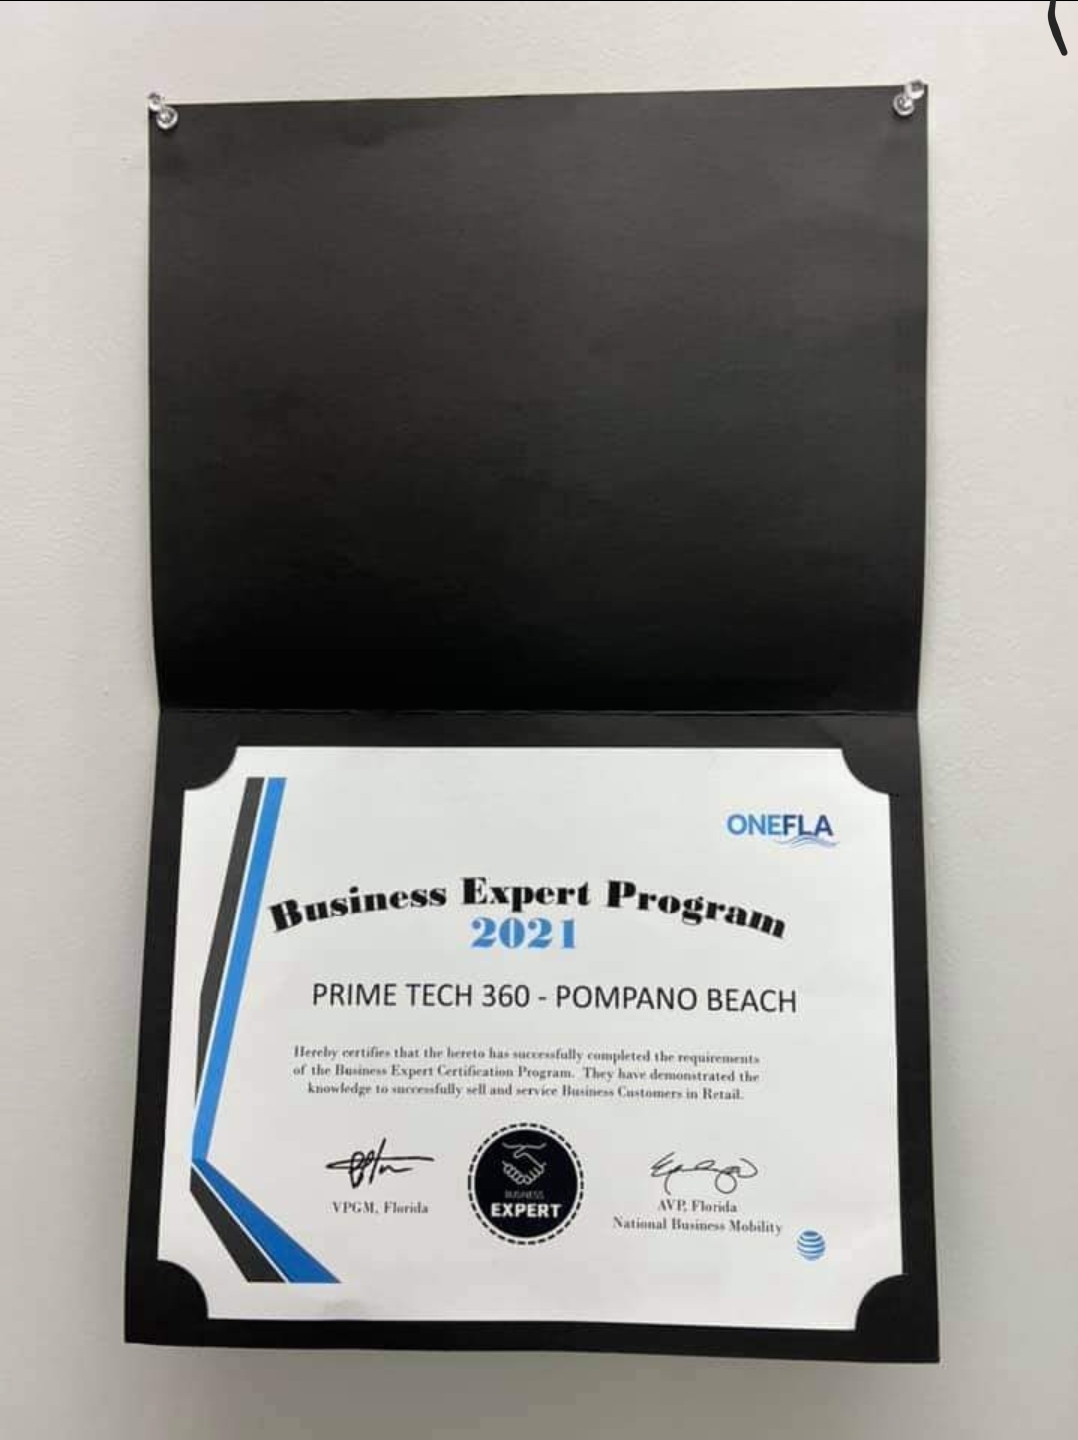 ONEFLA
Business Expert Program
2021
PRIME TECH 360 - POMPANO BEACH
Hereby certifies that the hereto has successfully completed the requirements
of the Business Expert Certification Program. They have demonstrated the
knowledge to successfully sell and service Business Customers in Retail.
BUSINESS
EXPERT
VPGM, Florida
AVP, Florida
National Business Mobility